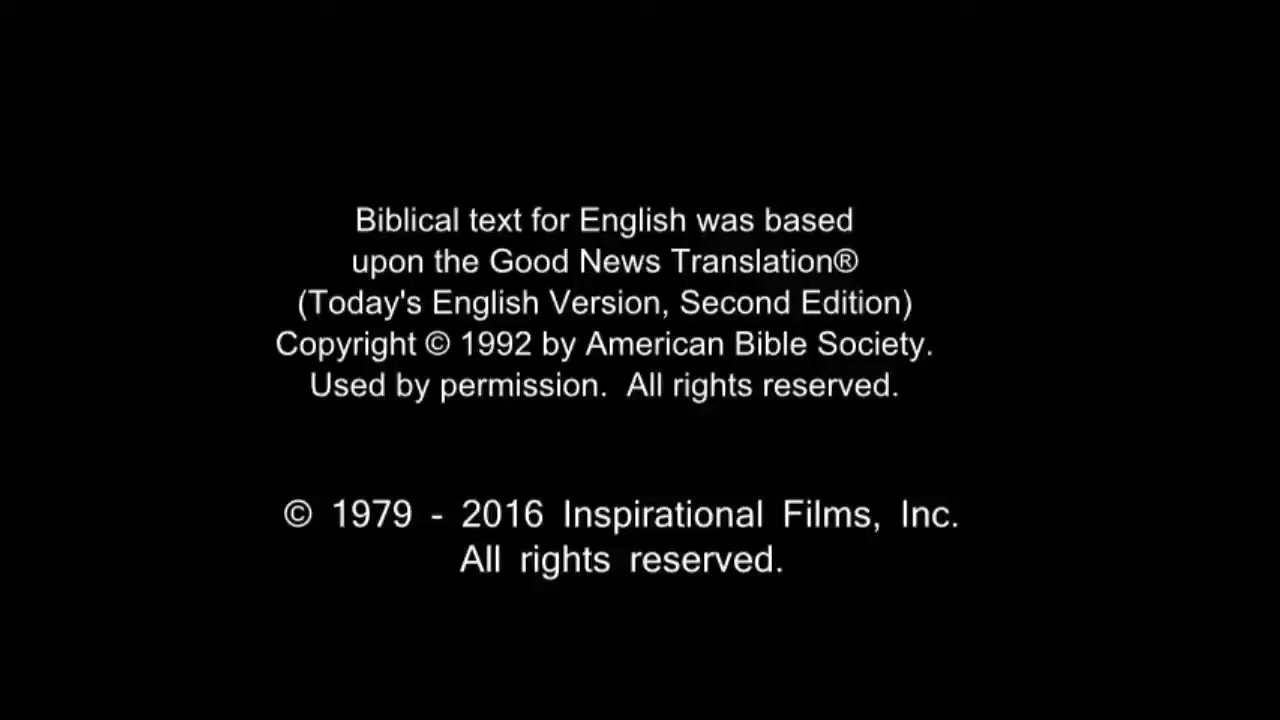 Biblical text for English was based
upon the Good News Translation®
(Today's English Version, Second Edition)
Copyright © 1992 by American Bible Society.
Used by permission.  All rights reserved.
© 1979 - 2016 Inspirational Films, Inc.
All rights reserved.